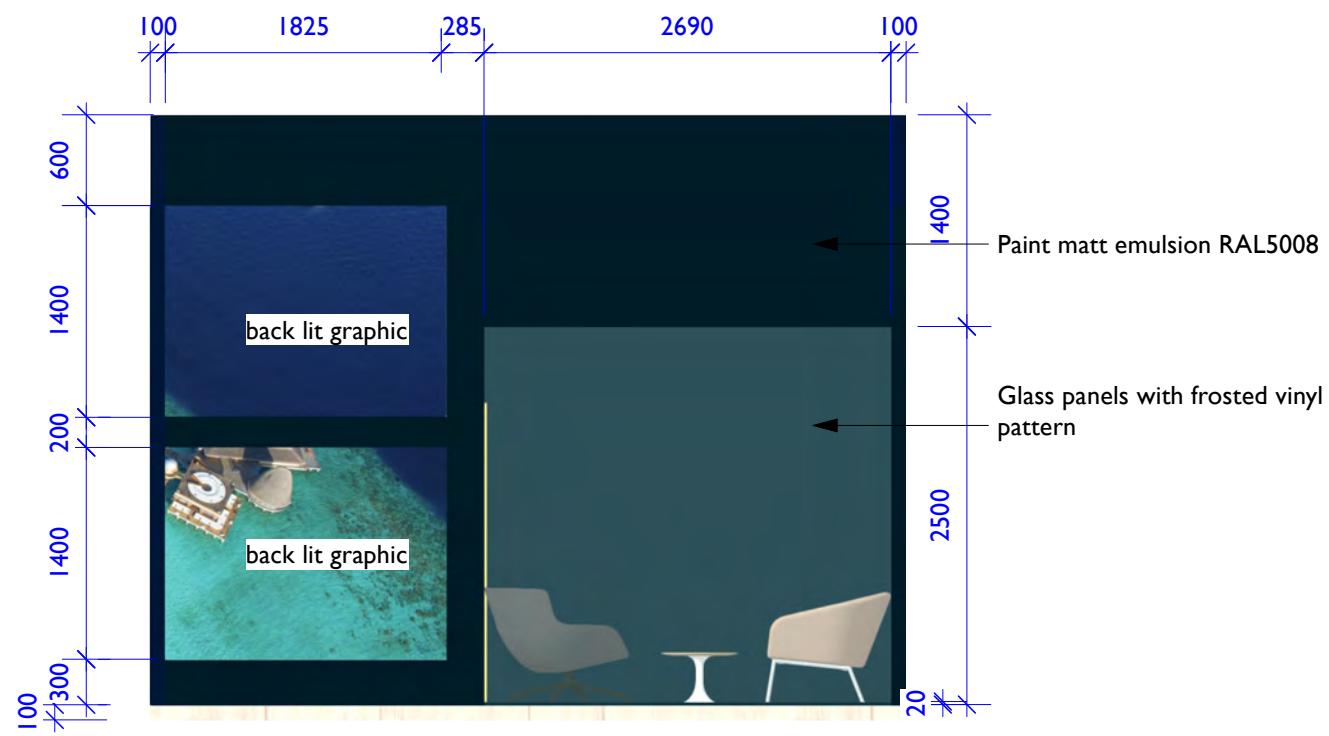 100
1825
285
2690
100
600
1400
1400
Paint matt emulsion RAL5008
back lit graphic
Glass panels with frosted vinyl
pattern
200
2500
1400
back lit graphic
300
100
20